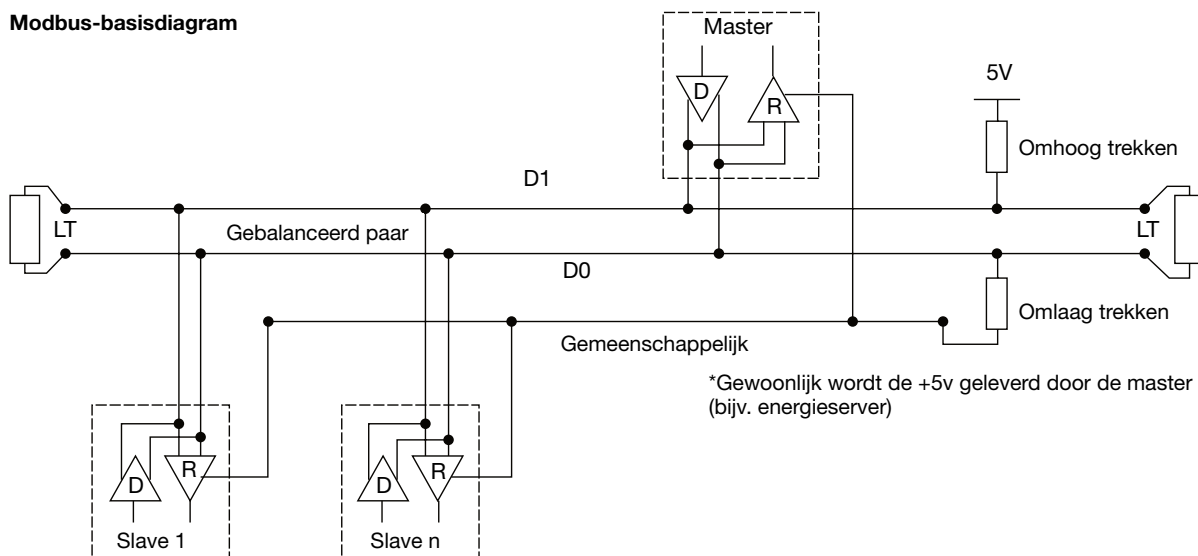 Modbus-basisdiagram
Master
5V
D
R
Omhoog trekken
D1
LT
LT
Gebalanceerd paar
D0
Omlaag trekken
Gemeenschappelijk
*Gewoonlijk wordt de +5v geleverd door de master
(bijv. energieserver)
D
R
D
R
Slave 1
Slave n